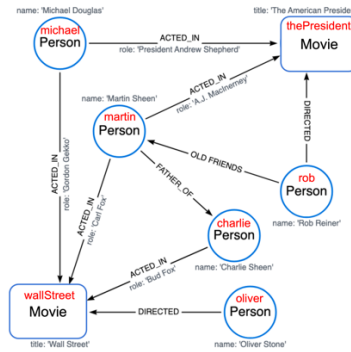 name: 'Michael Douglas'
title: 'The American Preside
michael
Person
ACTED_IN
role: 'President Andrew Shepherd'
thePresident
Movie
ACTED_IN
role: 'A.J. MacInerney'
name: 'Martin Sheen'
martin
Person
DIRECTED
OLD FRIENDS
ACTED_IN
role: 'Gordon Gekko'
ACTED_IN
role: 'Carl Fox'
FATHER_OF
rob
Person
name: 'Rob Reiner'
charlie
Person
name: 'Charlie Sheen'
ACTED_IN
role: 'Bud Fox'
wallStreet
Movie
title: 'Wall Street'
DIRECTED
oliver
Person
name: 'Oliver Stone'